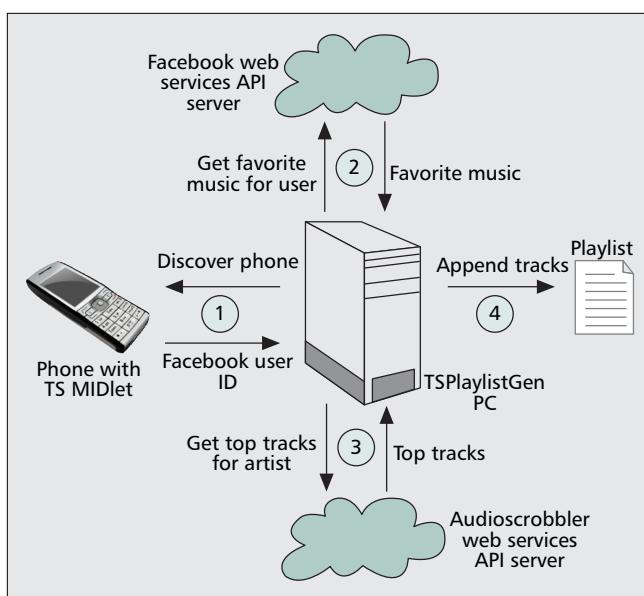 Facebook web
services API
server
Get favorite
music for user
2
Favorite music
Discover phone
1
Facebook user
ID
Phone with
TS MIDlet
Append tracks
4
Playlist
TSPlaylistGen
PC
Get top tracks
for artist
3
Top tracks
Audioscrobbler
web services
API server